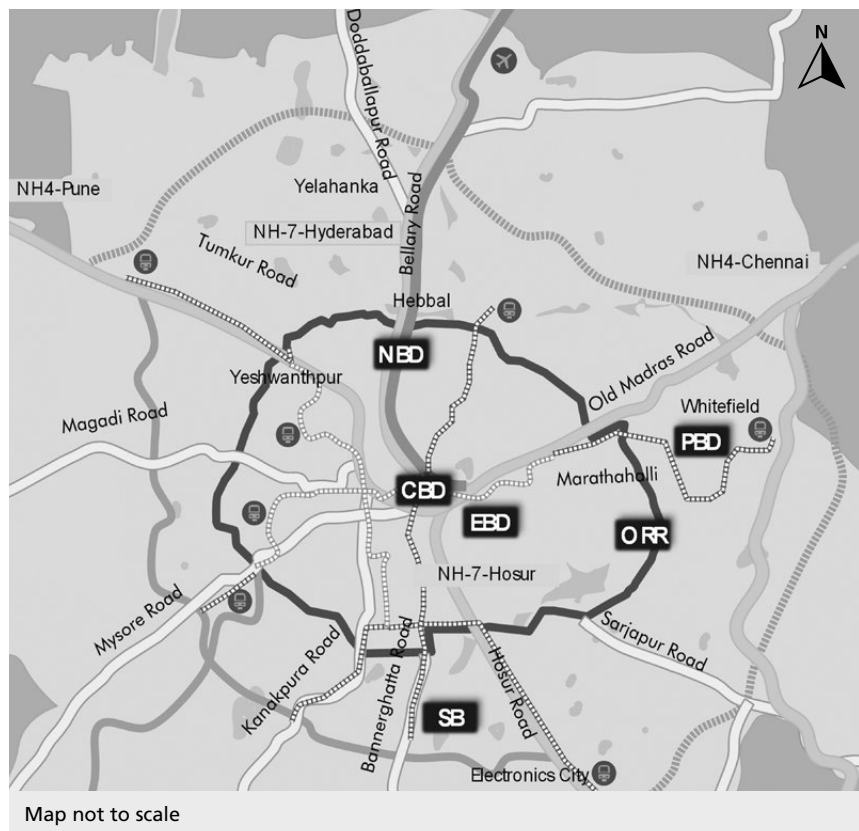 N
Doddaballapur Road
NH4-Pune
Yelahanka
Bellary Road
NH-7-Hyderabad
Tumkur Road
NH4-Chennai
Hebbal
NBD
Old Madras Road
Yeshwanthpur
Whitefield
Magadi Road
PBD
Marathahalli
CBD
EBD
ORR
NH-7-Hosur
Mysore Road
Kanakpura Road
Bannerghatta Road
Hosur Road
Sarjapur Road
SB
Electronics City
Map not to scale